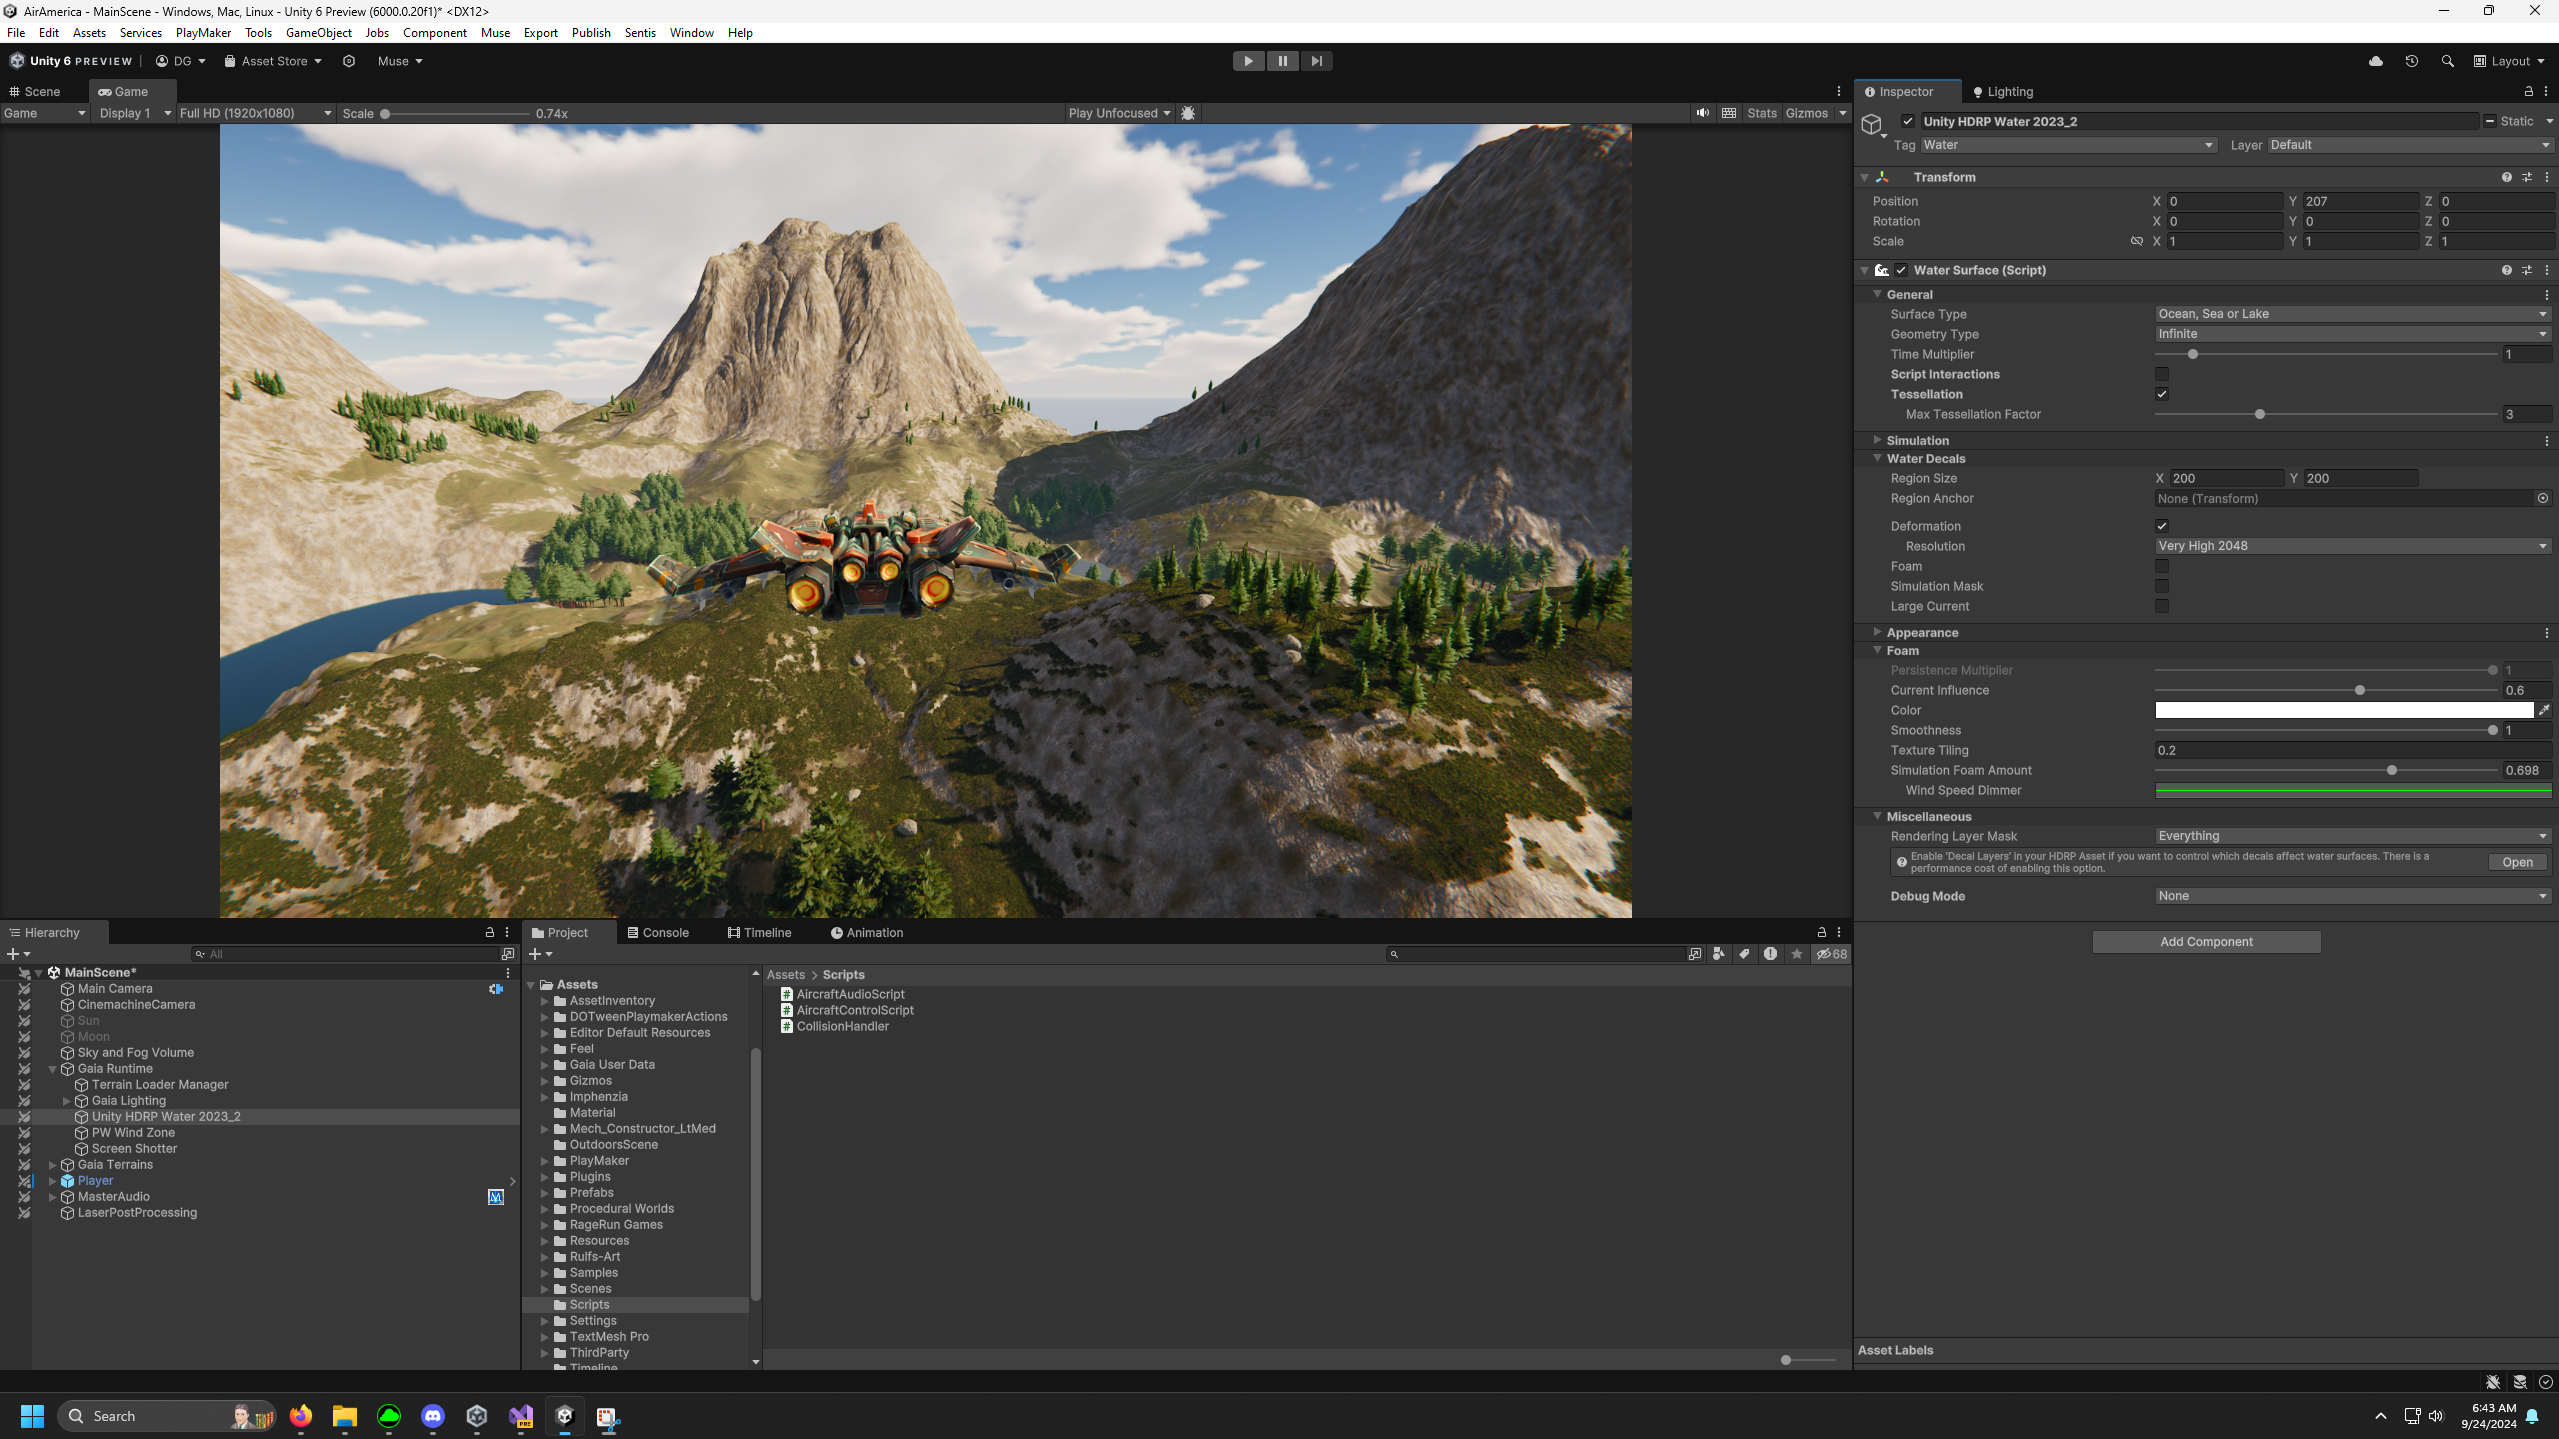 AirAmerica - MainScene - Windows, Mac, Linux - Unity 6 Preview (6000.0.20f1)* <DX12>
File Edit Assets Services PlayMaker Tools GameObject Jobs Component Muse Export Publish Sentis Window Help
Unity 6 PREVIEW DG Asset Store Muse Layout
Scene Game
Game Display 1 Full HD (1920x1080) Scale 0.74x Play Unfocused Stats Gizmos
Inspector Lighting
Unity HDRP Water 2023_2 Static
Tag Water Layer Default
Transform
Position X 0 Y 207 Z 0
Rotation X 0 Y 0 Z 0
Scale X 1 Y 1 Z 1
Water Surface (Script)
General
Surface Type Ocean, Sea or Lake
Geometry Type Infinite
Time Multiplier 1
Script Interactions
Tessellation
Max Tessellation Factor 3
Simulation
Water Decals
Region Size X 200 Y 200
Region Anchor None (Transform)
Deformation
Resolution Very High 2048
Foam
Simulation Mask
Large Current
Appearance
Foam
Persistence Multiplier 1
Current Influence 0.6
Color
Smoothness 1
Texture Tiling 0.2
Simulation Foam Amount 0.698
Wind Speed Dimmer
Miscellaneous
Rendering Layer Mask Everything
Enable 'Decal Layers' in your HDRP Asset if you want to control which decals affect water surfaces. There is a
performance cost of enabling this option.
Open
Debug Mode None
Add Component
Asset Labels
Hierarchy
All
MainScene*
Main Camera
CinemachineCamera
Sun
Moon
Sky and Fog Volume
Gaia Runtime
Terrain Loader Manager
Gaia Lighting
Unity HDRP Water 2023_2
PW Wind Zone
Screen Shotter
Gaia Terrains
Player
MasterAudio
LaserPostProcessing
Project Console Timeline Animation
68
Assets
AssetInventory
DOTweenPlaymakerActions
Editor Default Resources
Feel
Gaia User Data
Gizmos
Imphenzia
Material
Mech_Constructor_LtMed
OutdoorsScene
PlayMaker
Plugins
Prefabs
Procedural Worlds
RageRun Games
Resources
Rulfs-Art
Samples
Scenes
Scripts
Settings
TextMesh Pro
ThirdParty
Timeline
Assets > Scripts
AircraftAudioScript
AircraftControlScript
CollisionHandler
Search
PRE
6:43 AM
9/24/2024